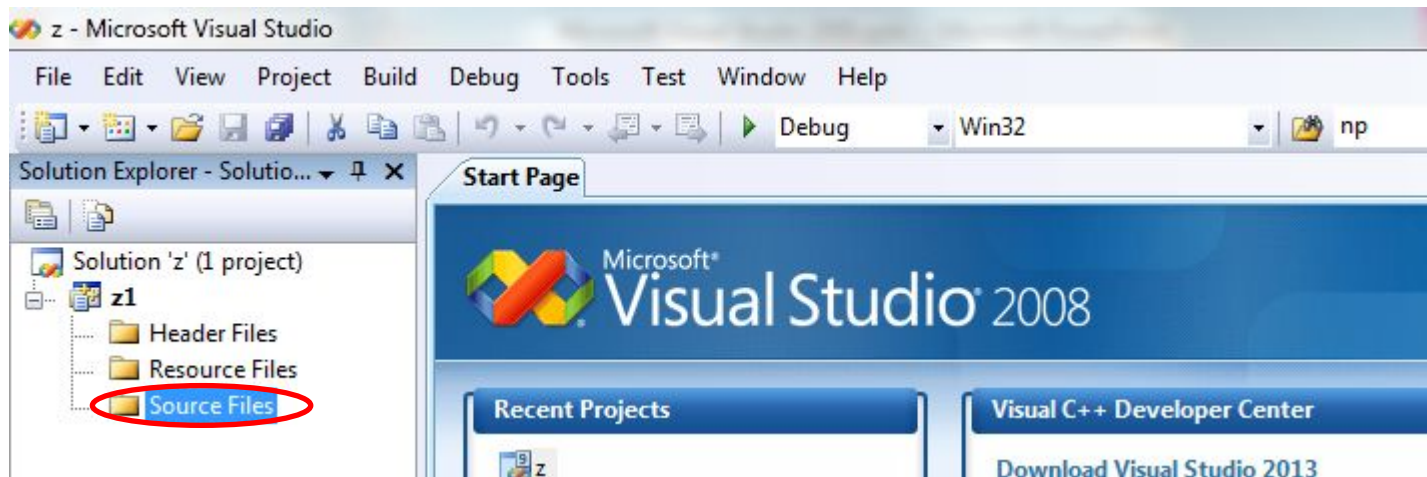 z - Microsoft Visual Studio
File Edit View Project Build Debug Tools Test Window Help
Debug Win32 np
Solution Explorer - Solutio...
Start Page
Solution 'z' (1 project)
z1
Header Files
Resource Files
Source Files
Microsoft®
Visual Studio® 2008
Recent Projects
z
Visual C++ Developer Center
Download Visual Studio 2013